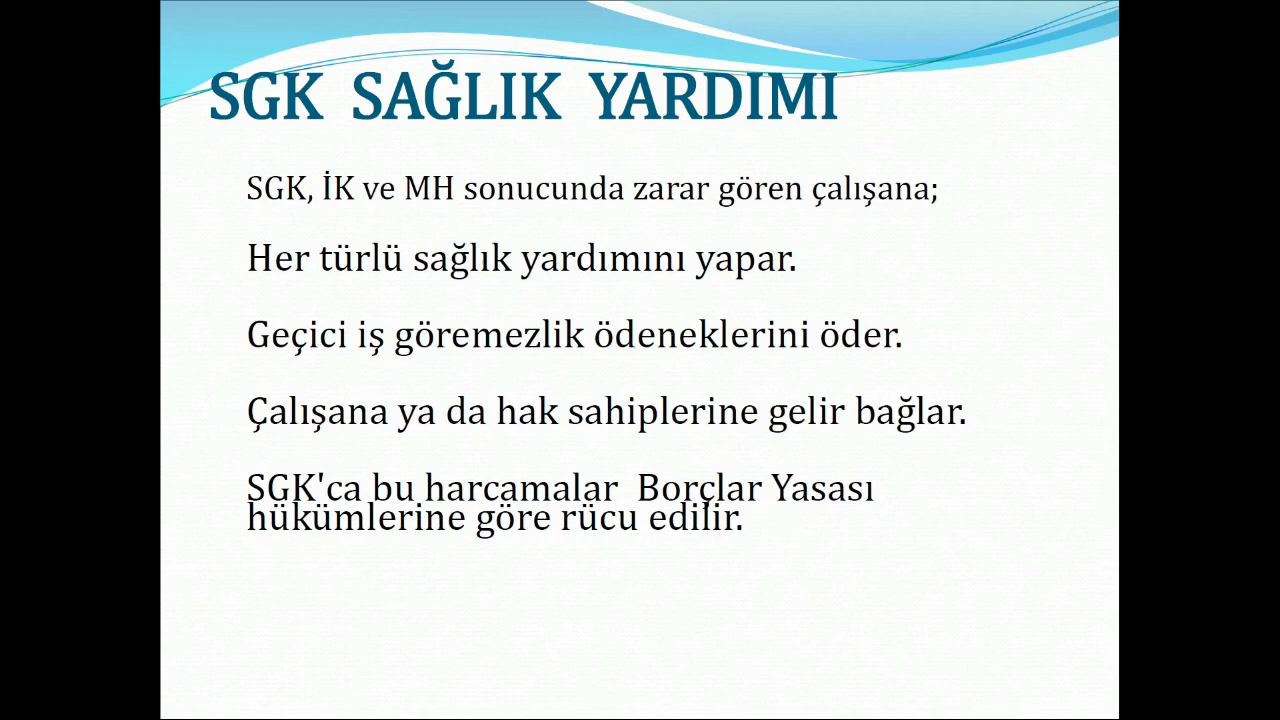 SGK SAĞLIK YARDIMI
SGK, İK ve MH sonucunda zarar gören çalışana;
Her türlü sağlık yardımını yapar.
Geçici iş göremezlik ödeneklerini öder.
Çalışana ya da hak sahiplerine gelir bağlar.
SGK'ca bu harcamalar Borçlar Yasası
hükümlerine göre rücu edilir.